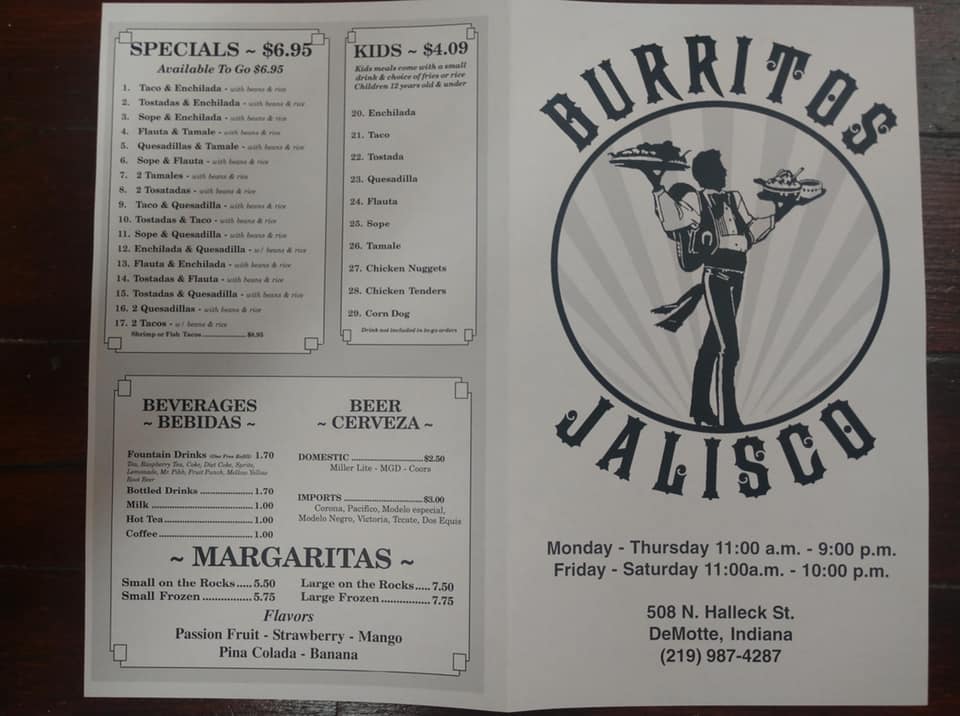 SPECIALS ~ $6.95
Available To Go $6.95
1. Taco & Enchilada - with beans & rice
2. Tostadas & Enchilada - with beans & rice
3. Sope & Enchilada - with beans & rice
4. Flauta & Tamale - with beans & rice
5. Quesadillas & Tamale - with beans & rice
6. Sope & Flauta - with beans & rice
7. 2 Tamales - with beans & rice
8. 2 Tosatadas - with beans & rice
9. Taco & Quesadilla - with beans & rice
10. Tostadas & Taco - with beans & rice
11. Sope & Quesadilla - with beans & rice
12. Enchilada & Quesadilla - w/ beans & rice
13. Flauta & Enchilada - with beans & rice
14. Tostadas & Flauta - with beans & rice
15. Tostadas & Quesadilla - with beans & rice
16. 2 Quesadillas - with beans & rice
17. 2 Tacos - w/ beans & rice
Shrimp or Fish Tacos ........................ $8.95
KIDS ~ $4.09
Kids meals come with a small
drink & choice of fries or rice
Children 12 years old & under
20. Enchilada
21. Taco
22. Tostada
23. Quesadilla
24. Flauta
25. Sope
26. Tamale
27. Chicken Nuggets
28. Chicken Tenders
29. Corn Dog
Drink not included in to-go orders
BEVERAGES
~ BEBIDAS ~
Fountain Drinks (One Free Refill) 1.70
Tea, Raspberry Tea, Coke, Diet Coke, Sprite,
Lemonade, Mr. Pibb, Fruit Punch, Mellow Yellow
Root Beer
Bottled Drinks .................... 1.70
Milk ...................................... 1.00
Hot Tea ................................. 1.00
Coffee ................................... 1.00
BEER
~ CERVEZA ~
DOMESTIC ................................ $2.50
Miller Lite - MGD - Coors
IMPORTS ................................. $3.00
Corona, Pacifico, Modelo especial,
Modelo Negro, Victoria, Tecate, Dos Equis
~ MARGARITAS ~
Small on the Rocks ..... 5.50
Small Frozen ................ 5.75
Large on the Rocks .... 7.50
Large Frozen ................ 7.75
Flavors
Passion Fruit - Strawberry - Mango
Pina Colada - Banana
BURRITOS
JALISCO
Monday - Thursday 11:00 a.m. - 9:00 p.m.
Friday - Saturday 11:00a.m. - 10:00 p.m.
508 N. Halleck St.
DeMotte, Indiana
(219) 987-4287